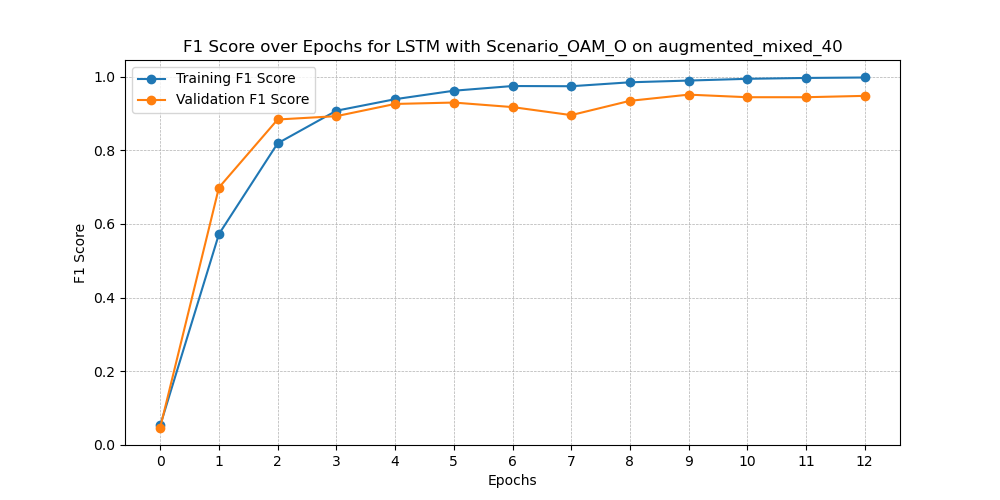 F1 Score over Epochs for LSTM with Scenario_OAM_O on augmented_mixed_40
Training F1 Score
Validation F1 Score
F1 Score
1.0
0.8
0.6
0.4
0.2
0.0
0 1 2 3 4 5 6 7 8 9 10 11 12
Epochs